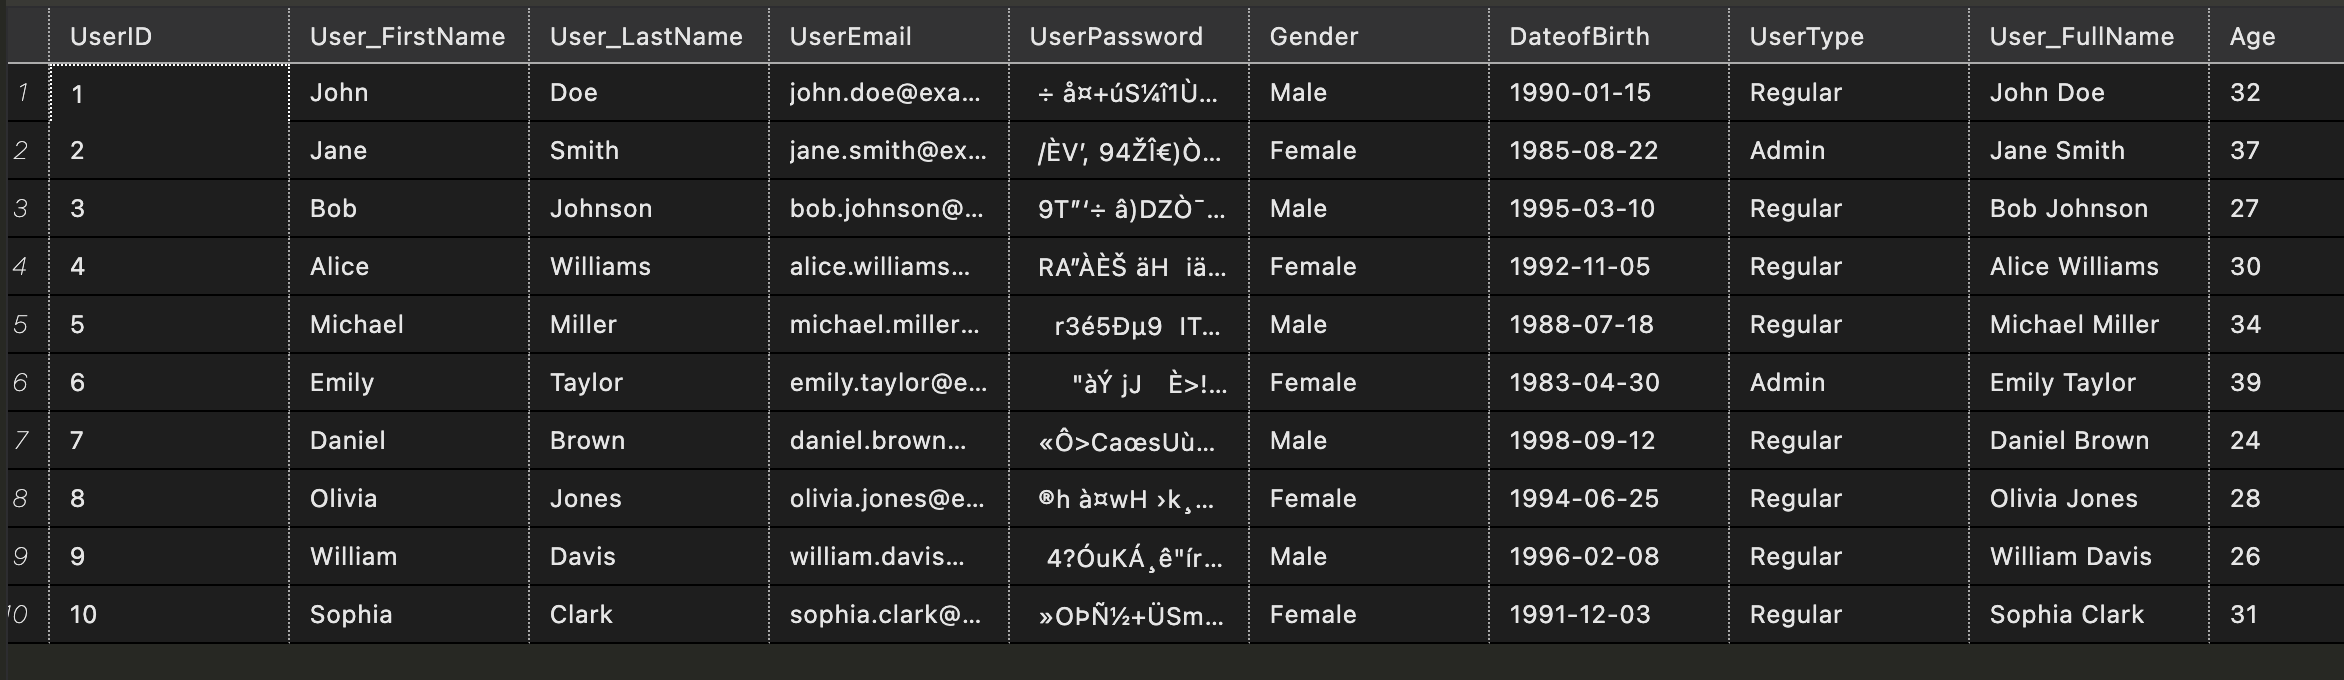 UserID User_FirstName User_LastName UserEmail UserPassword Gender DateofBirth UserType User_FullName Age
1 1 John Doe john.doe@exa... ÷ å¤+úS¼î1Ù... Male 1990-01-15 Regular John Doe 32
2 2 Jane Smith jane.smith@ex... /ÈV’, 94ŽÎ€)Ò... Female 1985-08-22 Admin Jane Smith 37
3 3 Bob Johnson bob.johnson@... 9T”‘÷ â)DZÒ¯... Male 1995-03-10 Regular Bob Johnson 27
4 4 Alice Williams alice.williams... RA”ÀÈŠ äH iä... Female 1992-11-05 Regular Alice Williams 30
5 5 Michael Miller michael.miller... r3é5Ðµ9 IT... Male 1988-07-18 Regular Michael Miller 34
6 6 Emily Taylor emily.taylor@e... "àÝ jJ È>!... Female 1983-04-30 Admin Emily Taylor 39
7 7 Daniel Brown daniel.brown... «Ô>CaœsUù... Male 1998-09-12 Regular Daniel Brown 24
8 8 Olivia Jones olivia.jones@e... ®h à¤wH ›k¸... Female 1994-06-25 Regular Olivia Jones 28
9 9 William Davis william.davis... 4?ÓuKÁ¸ê"ír... Male 1996-02-08 Regular William Davis 26
10 10 Sophia Clark sophia.clark@... »OÞÑ½+ÜSm... Female 1991-12-03 Regular Sophia Clark 31